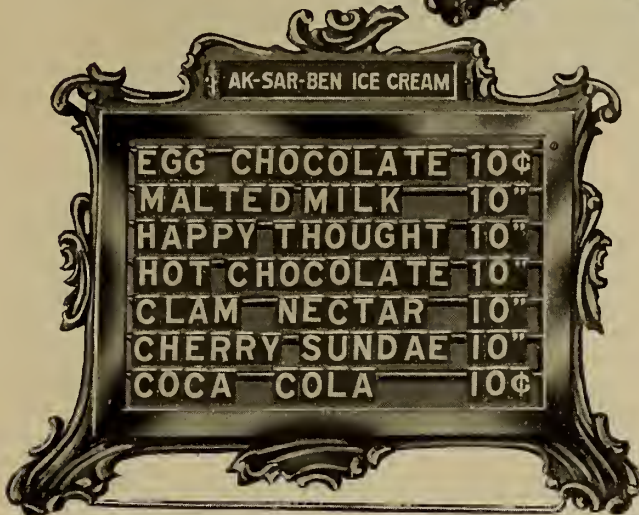 AK-SAR-BEN ICE CREAM
EGG CHOCOLATE 10¢
MALTED MILK 10"
HAPPY THOUGHT 10"
HOT CHOCOLATE 10"
CLAM NECTAR 10"
CHERRY SUNDAE 10"
COCA COLA 10¢